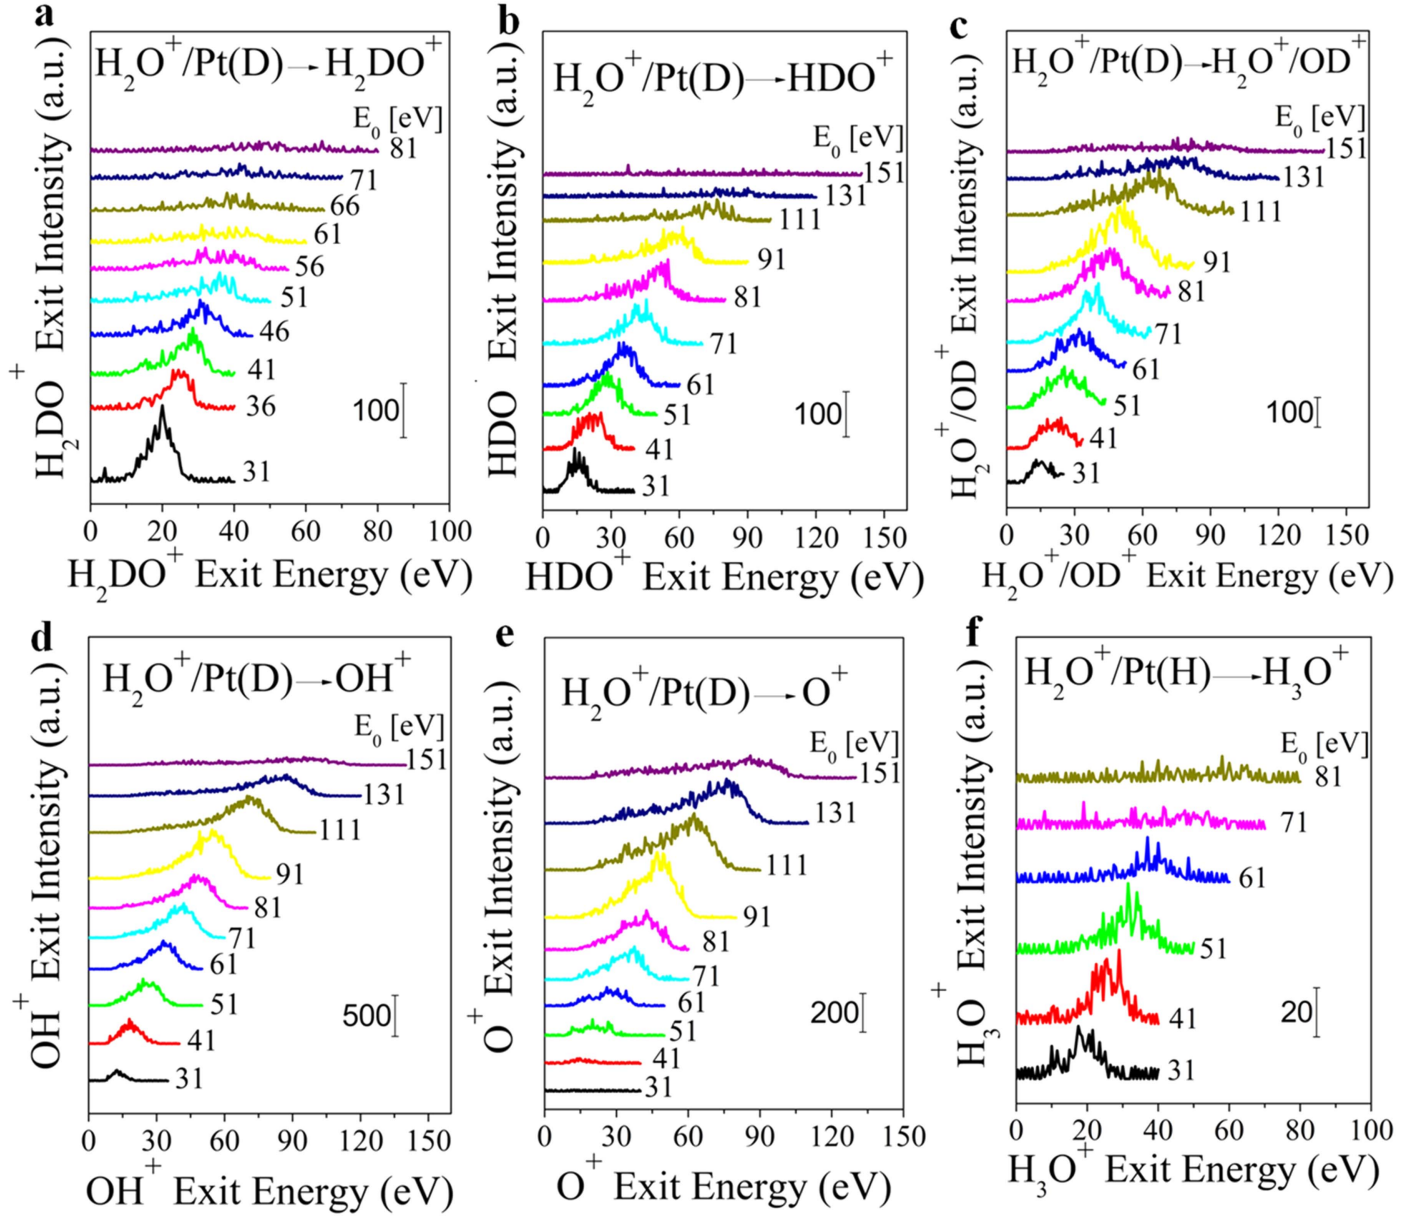 a
H₂O⁺/Pt(D)→H₂DO⁺
E₀ [eV]
81
71
66
61
56
51
46
41
36
31
100
H₂DO⁺ Exit Intensity (a.u.)
0 20 40 60 80 100
H₂DO⁺ Exit Energy (eV)
b
H₂O⁺/Pt(D)→HDO⁺
E₀ [eV]
151
131
111
91
81
71
61
51
41
31
100
HDO⁺ Exit Intensity (a.u.)
0 30 60 90 120 150
HDO⁺ Exit Energy (eV)
c
H₂O⁺/Pt(D)→H₂O⁺/OD⁺
E₀ [eV]
151
131
111
91
81
71
61
51
41
31
100
H₂O⁺/OD⁺ Exit Intensity (a.u.)
0 30 60 90 120 150
H₂O⁺/OD⁺ Exit Energy (eV)
d
H₂O⁺/Pt(D)→OH⁺
E₀ [eV]
151
131
111
91
81
71
61
51
41
31
500
OH⁺ Exit Intensity (a.u.)
0 30 60 90 120 150
OH⁺ Exit Energy (eV)
e
H₂O⁺/Pt(D)→O⁺
E₀ [eV]
151
131
111
91
81
71
61
51
41
31
200
O⁺ Exit Intensity (a.u.)
0 30 60 90 120 150
O⁺ Exit Energy (eV)
f
H₂O⁺/Pt(H)→H₃O⁺
E₀ [eV]
81
71
61
51
41
31
20
H₃O⁺ Exit Intensity (a.u.)
0 20 40 60 80 100
H₃O⁺ Exit Energy (eV)